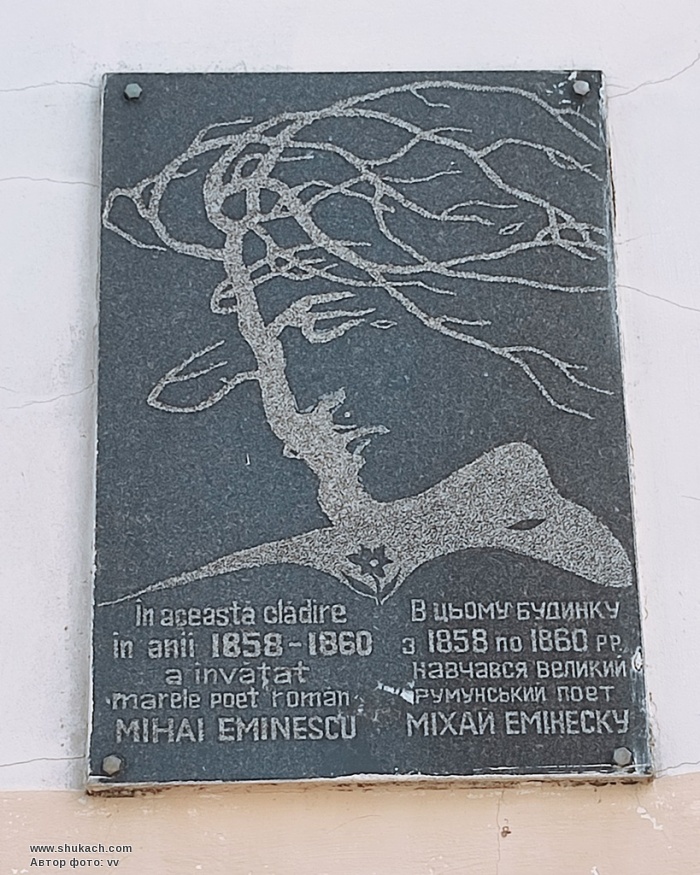 În această clădire
în anii 1858-1860
a învățat
marele poet român
MIHAI EMINESCU
В цьому будинку
з 1858 по 1860 рр.
навчався великий
румунський поет
МІХАЙ ЕМІНЕСКУ
www.shukach.com
Автор фото: vv